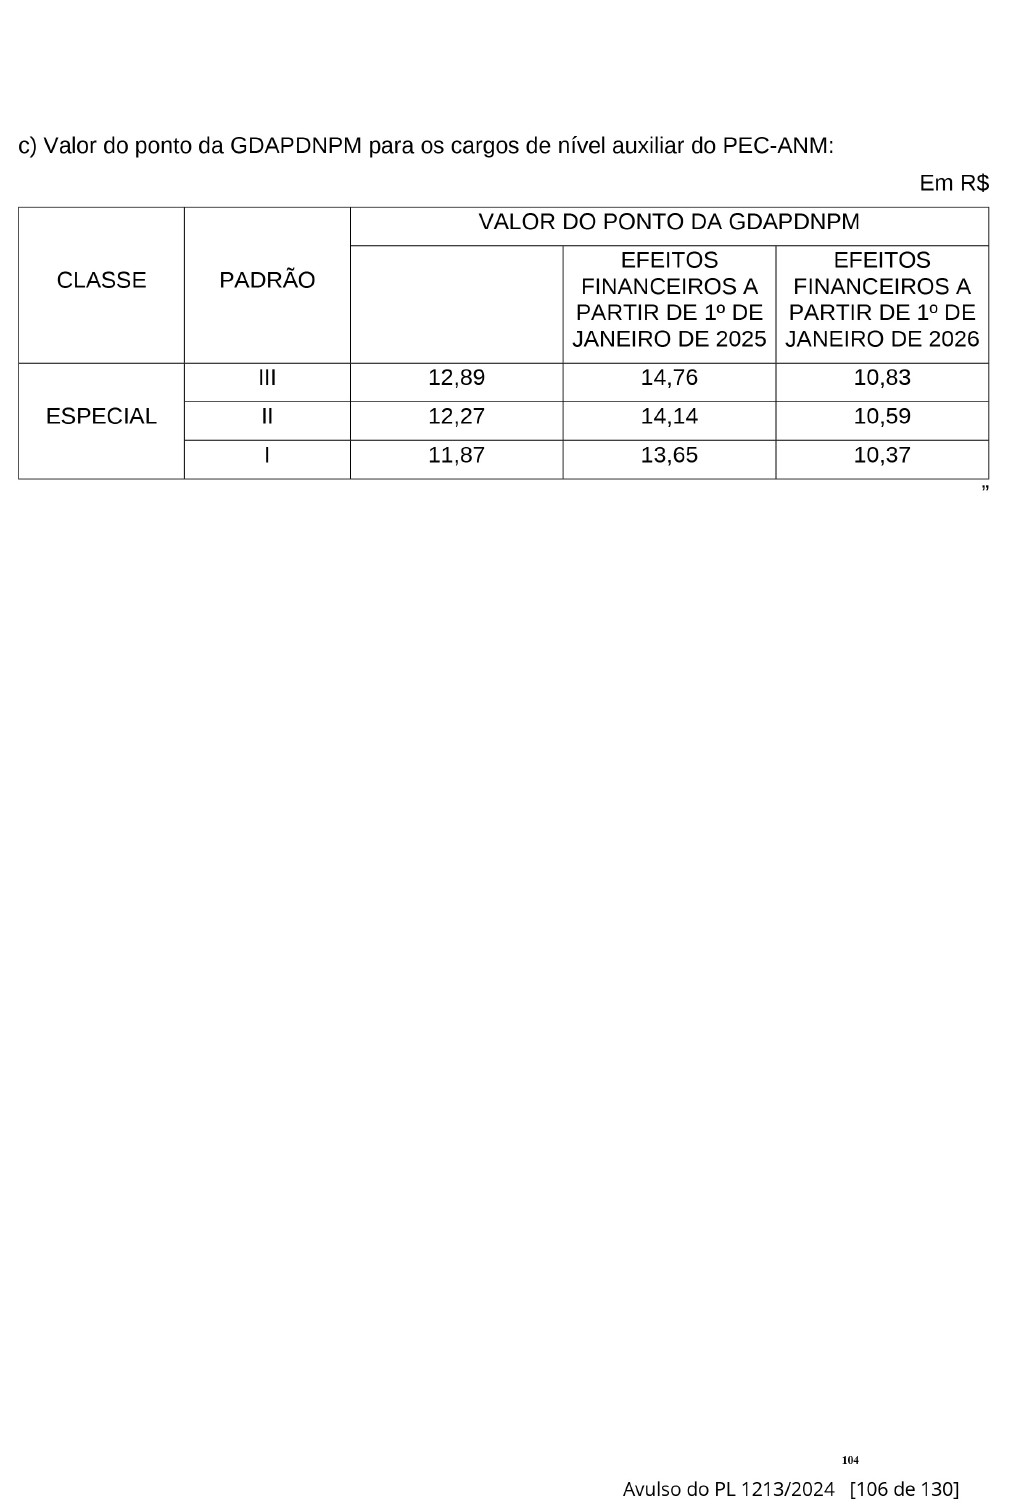 c) Valor do ponto da GDAPDNPM para os cargos de nível auxiliar do PEC-ANM:
Em R$
CLASSE PADRÃO VALOR DO PONTO DA GDAPDNPM
EFEITOS FINANCEIROS A PARTIR DE 1º DE JANEIRO DE 2025 EFEITOS FINANCEIROS A PARTIR DE 1º DE JANEIRO DE 2026
ESPECIAL III 12,89 14,76 10,83
II 12,27 14,14 10,59
I 11,87 13,65 10,37
”
104
Avulso do PL 1213/2024 [106 de 130]